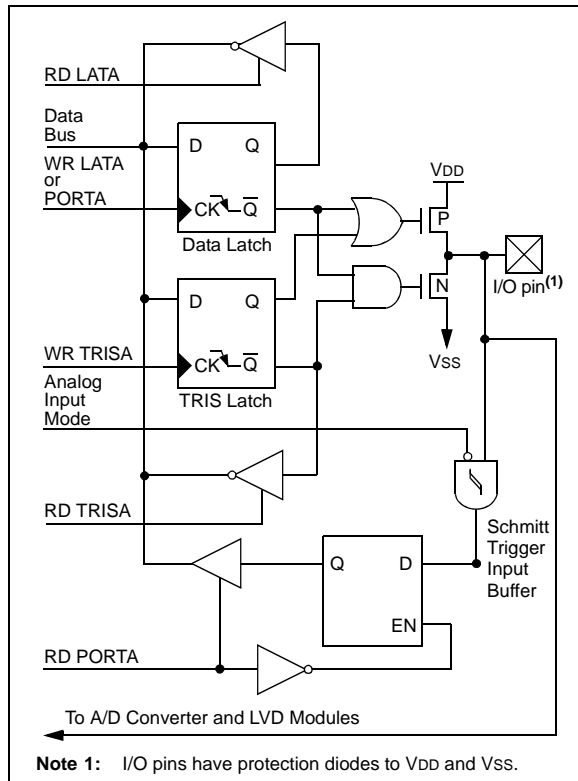 RD LATA
Data
Bus
D Q
VDD
WR LATA
or
PORTA
CK Q
P
Data Latch
N
I/O pin(1)
D Q
VSS
WR TRISA
CK Q
Analog
Input
Mode
TRIS Latch
RD TRISA
Schmitt
Trigger
Input
Buffer
Q D
EN
RD PORTA
To A/D Converter and LVD Modules
Note 1: I/O pins have protection diodes to VDD and VSS.